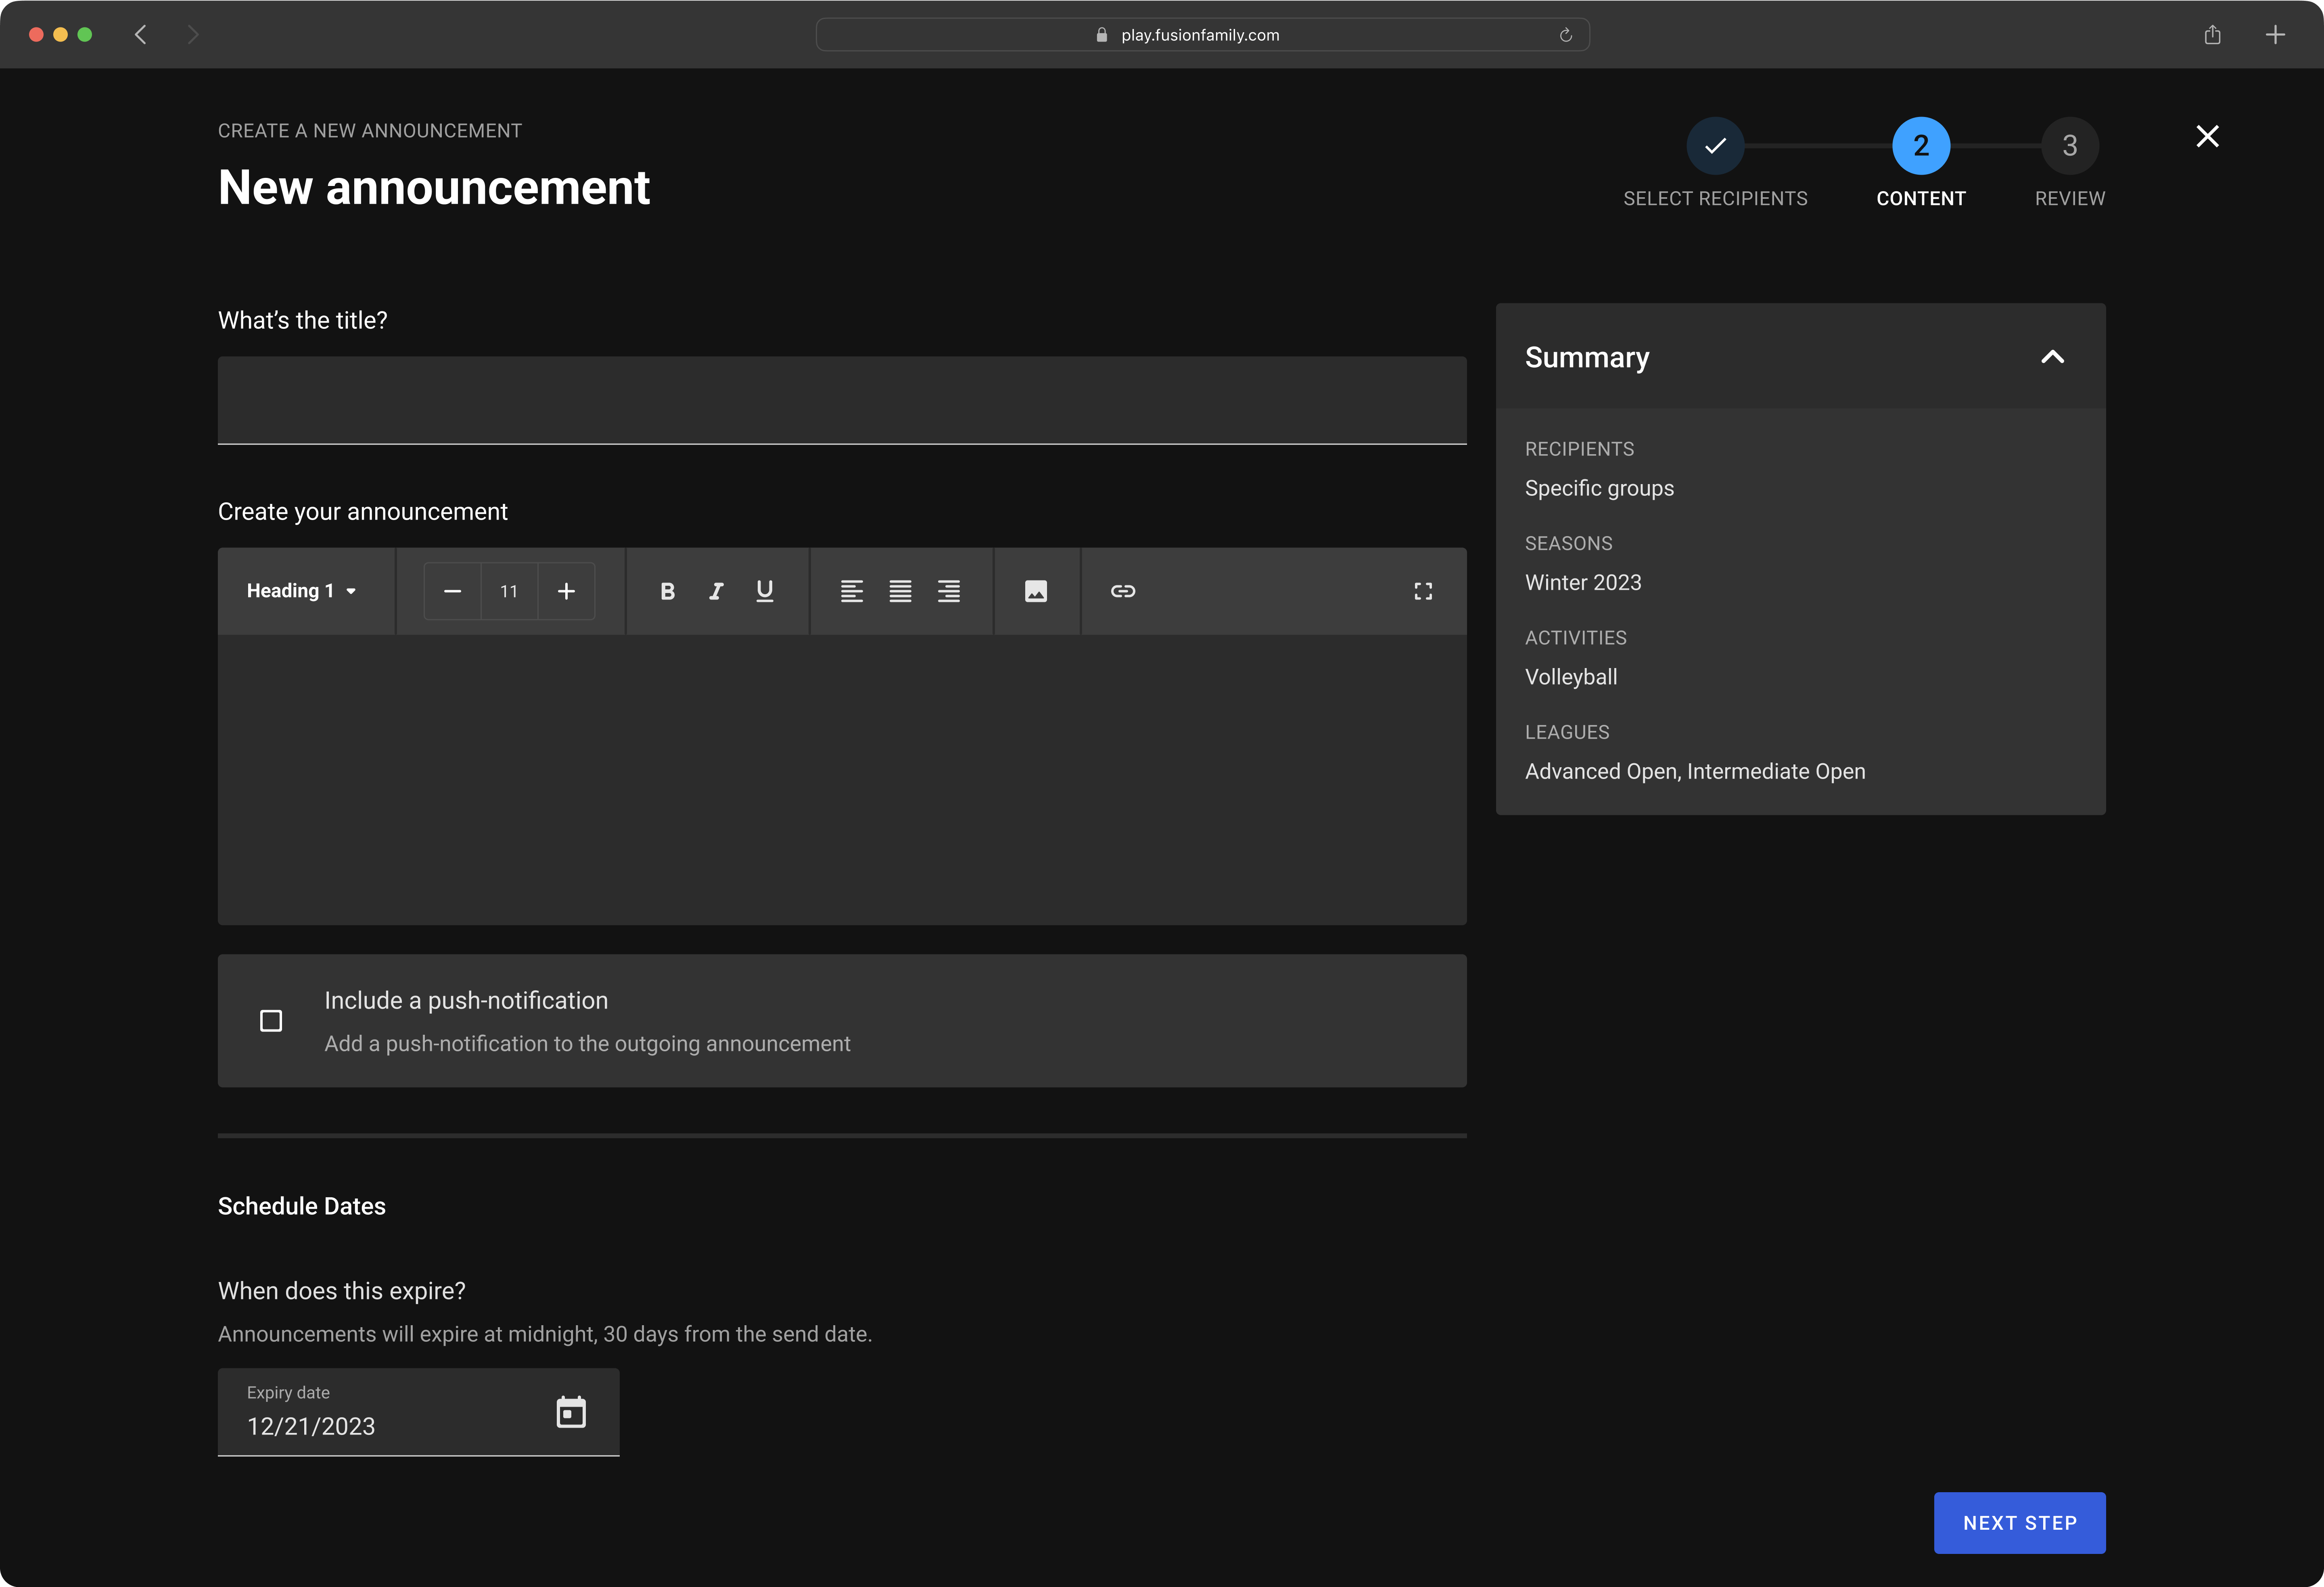 play.fusionfamily.com
CREATE A NEW ANNOUNCEMENT
New announcement
2
3
SELECT RECIPIENTS
CONTENT
REVIEW
What’s the title?
Create your announcement
Heading 1
11
B I U
Include a push-notification
Add a push-notification to the outgoing announcement
Schedule Dates
When does this expire?
Announcements will expire at midnight, 30 days from the send date.
Expiry date
12/21/2023
Summary
RECIPIENTS
Specific groups
SEASONS
Winter 2023
ACTIVITIES
Volleyball
LEAGUES
Advanced Open, Intermediate Open
NEXT STEP